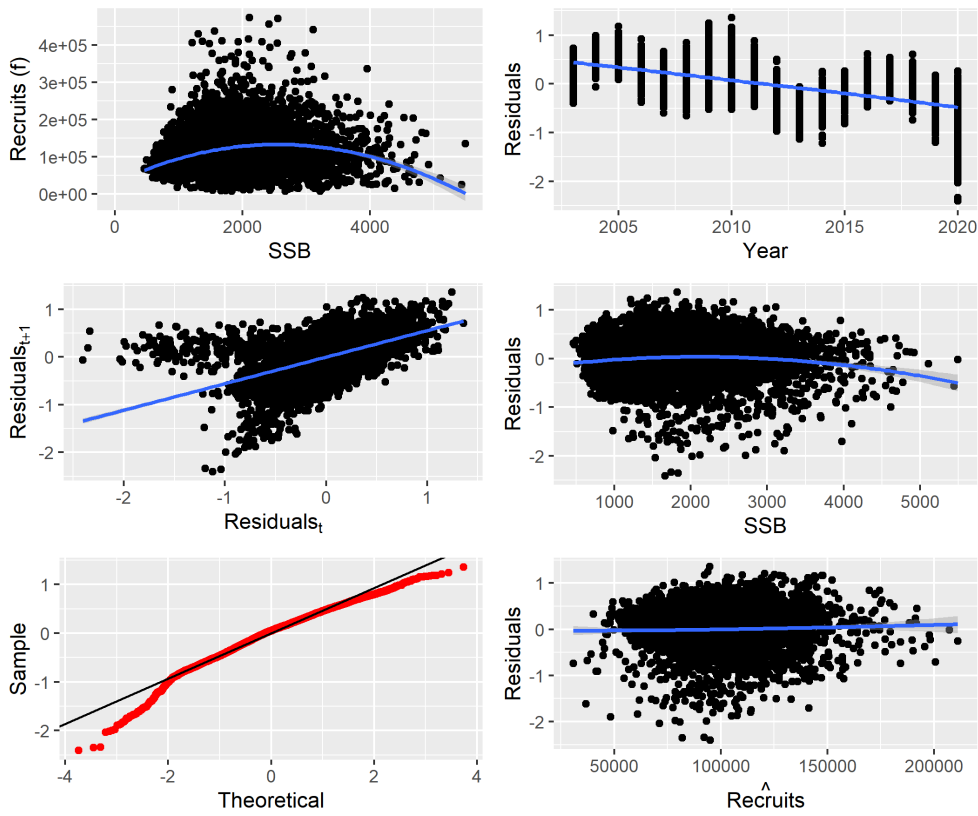 Recruits (f)
4e+05
3e+05
2e+05
1e+05
0e+00
0 2000 4000
SSB
Residuals
1
0
-1
-2
2005 2010 2015 2020
Year
Residuals_{t+1}
1
0
-1
-2
-2 -1 0 1
Residuals_t
Residuals
1
0
-1
-2
1000 2000 3000 4000 5000
SSB
Sample
1
0
-1
-2
-4 -2 0 2 4
Theoretical
Residuals
1
0
-1
-2
50000 100000 150000 200000
^
Recruits